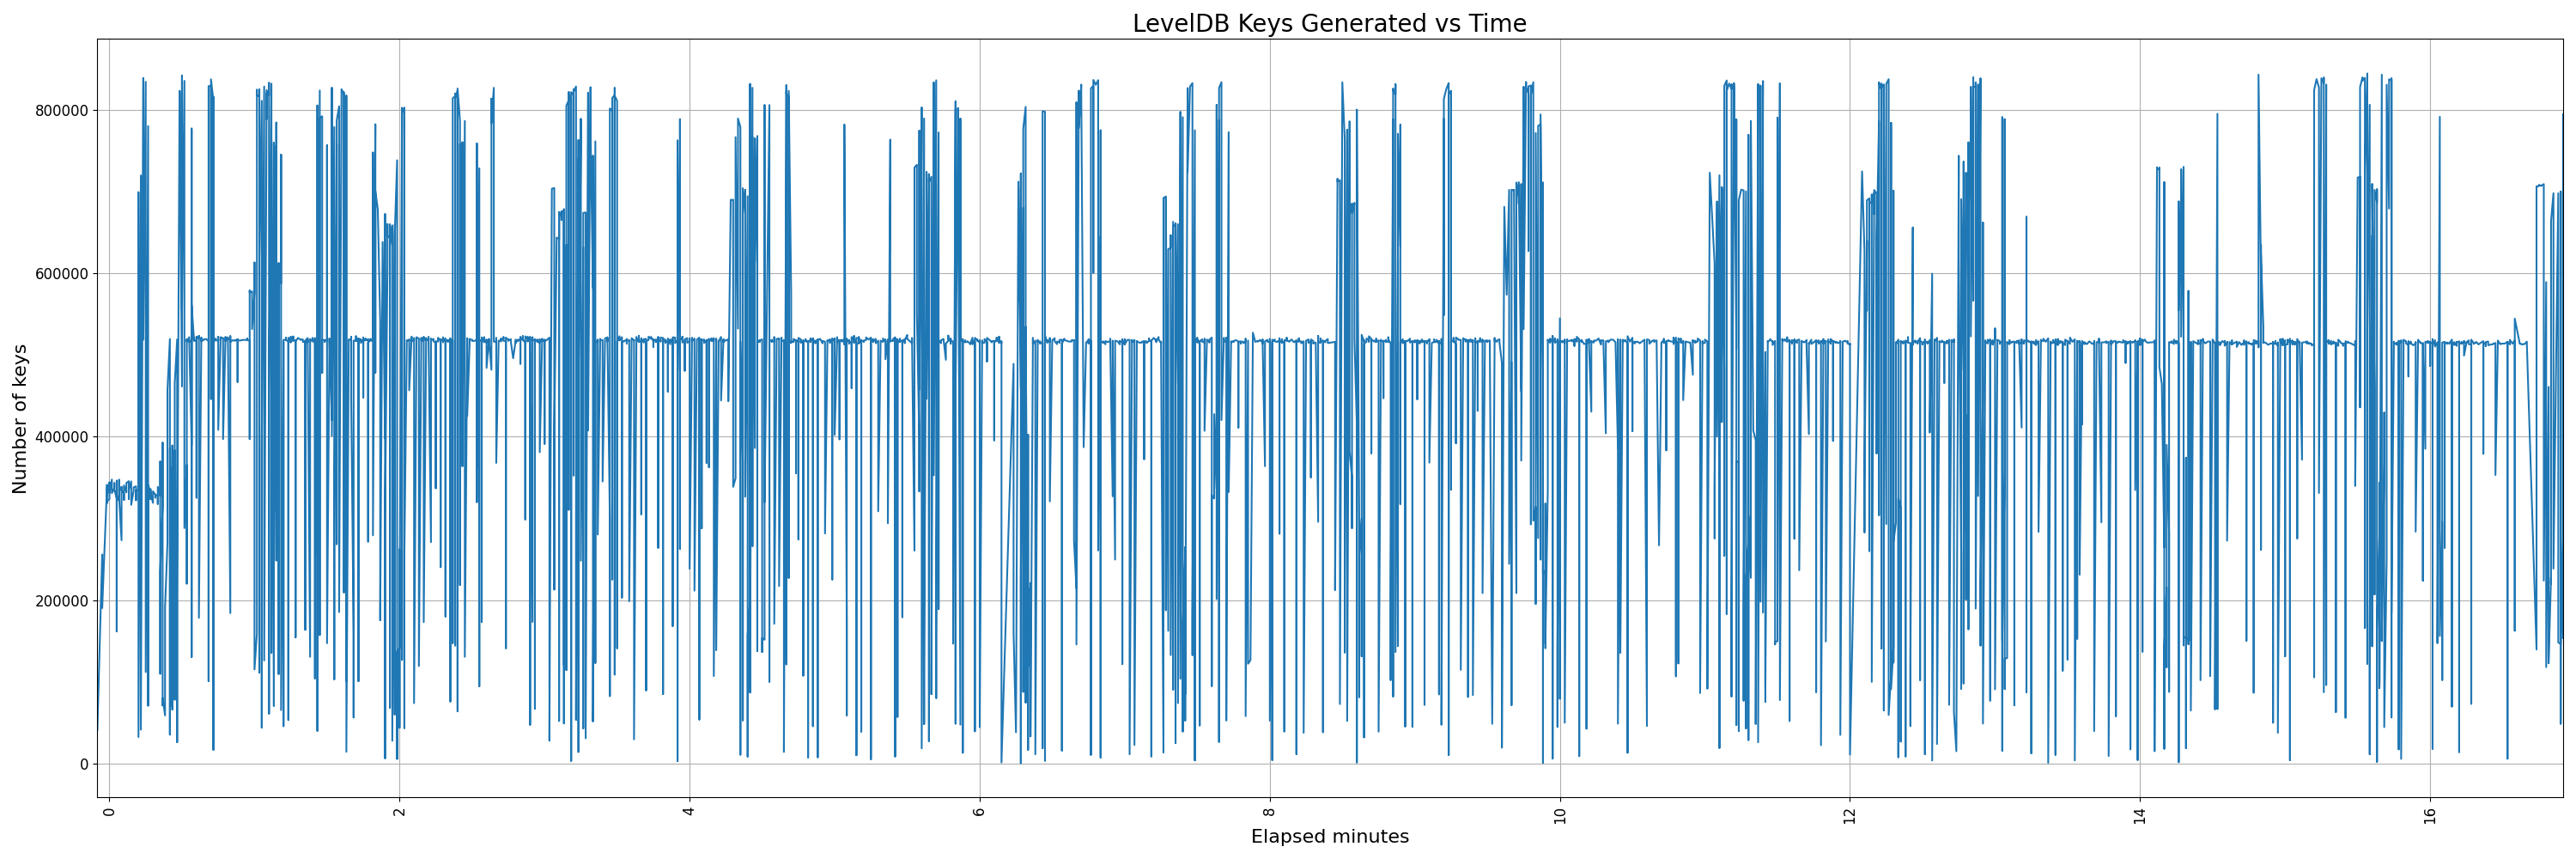 LevelDB Keys Generated vs Time
Number of keys
800000
600000
400000
200000
0
0 2 4 6 8 10 12 14 16
Elapsed minutes